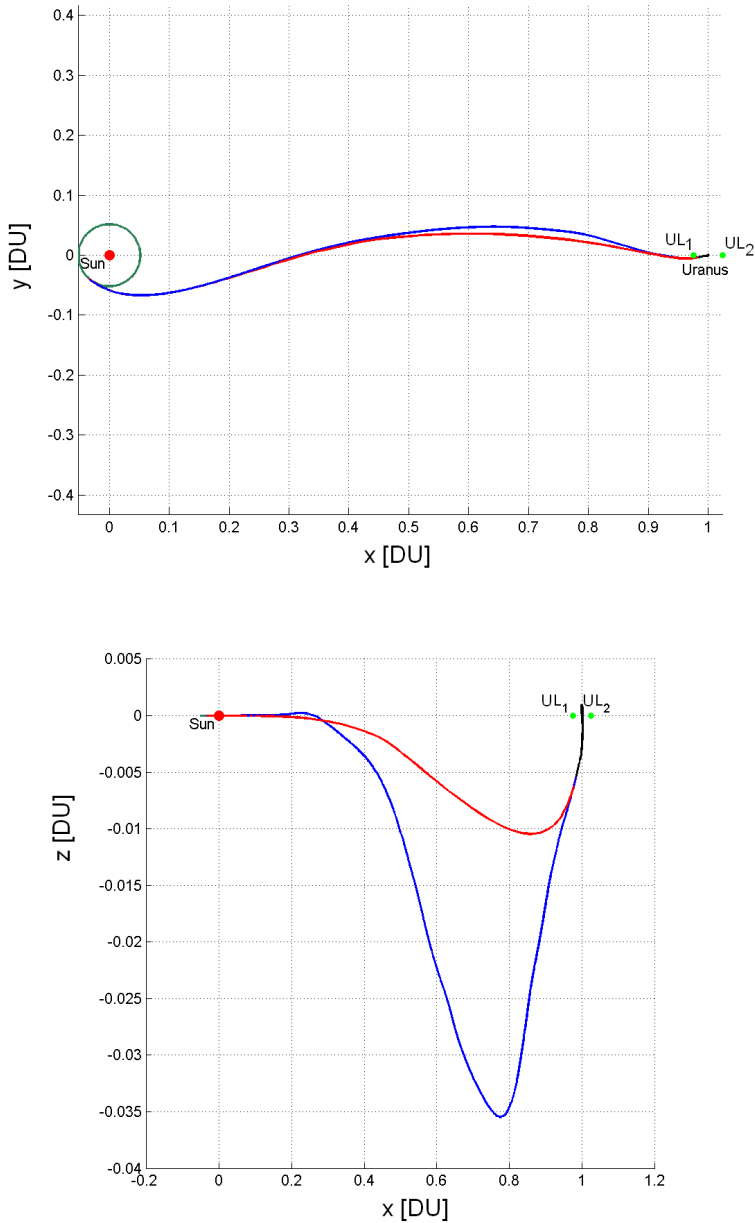 0.4
0.3
0.2
0.1
0
-0.1
-0.2
-0.3
-0.4
y [DU]
Sun
UL1
UL2
Uranus
0 0.1 0.2 0.3 0.4 0.5 0.6 0.7 0.8 0.9 1
x [DU]
0.005
0
-0.005
-0.01
-0.015
-0.02
-0.025
-0.03
-0.035
-0.04
z [DU]
Sun
UL1 UL2
-0.2 0 0.2 0.4 0.6 0.8 1 1.2
x [DU]